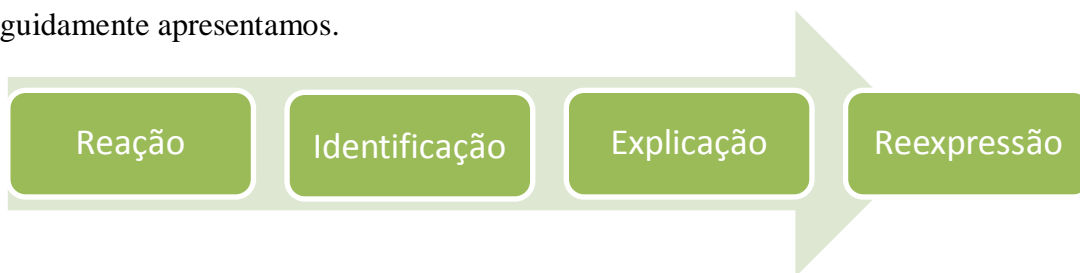 guidamente apresentamos.
Reação Identificação Explicação Reexpressão